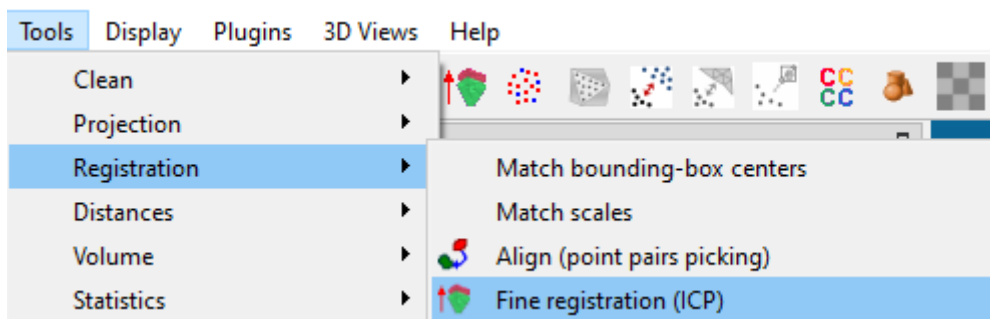 Tools Display Plugins 3D Views Help
Clean
CC
CC
Projection
Registration
Match bounding-box centers
Distances
Match scales
Volume
Align (point pairs picking)
Statistics
Fine registration (ICP)